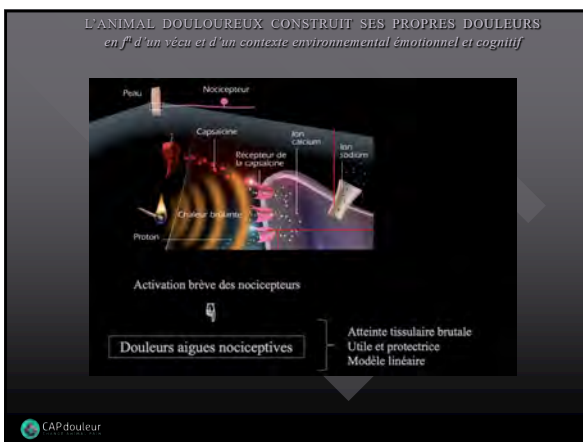 L'ANIMAL DOULOUREUX CONSTRUIT SES PROPRES DOULEURS
en fⁿ d'un vécu et d'un contexte environnemental émotionnel et cognitif
Peau
Nocicepteur
Capsaïcine
Ion
calcium
Ion
sodium
Récepteur de
la capsaïcine
Chaleur brûlante
Proton
Activation brève des nocicepteurs
Douleurs aigues nociceptives
Atteinte tissulaire brutale
Utile et protectrice
Modèle linéaire
CAPdouleur